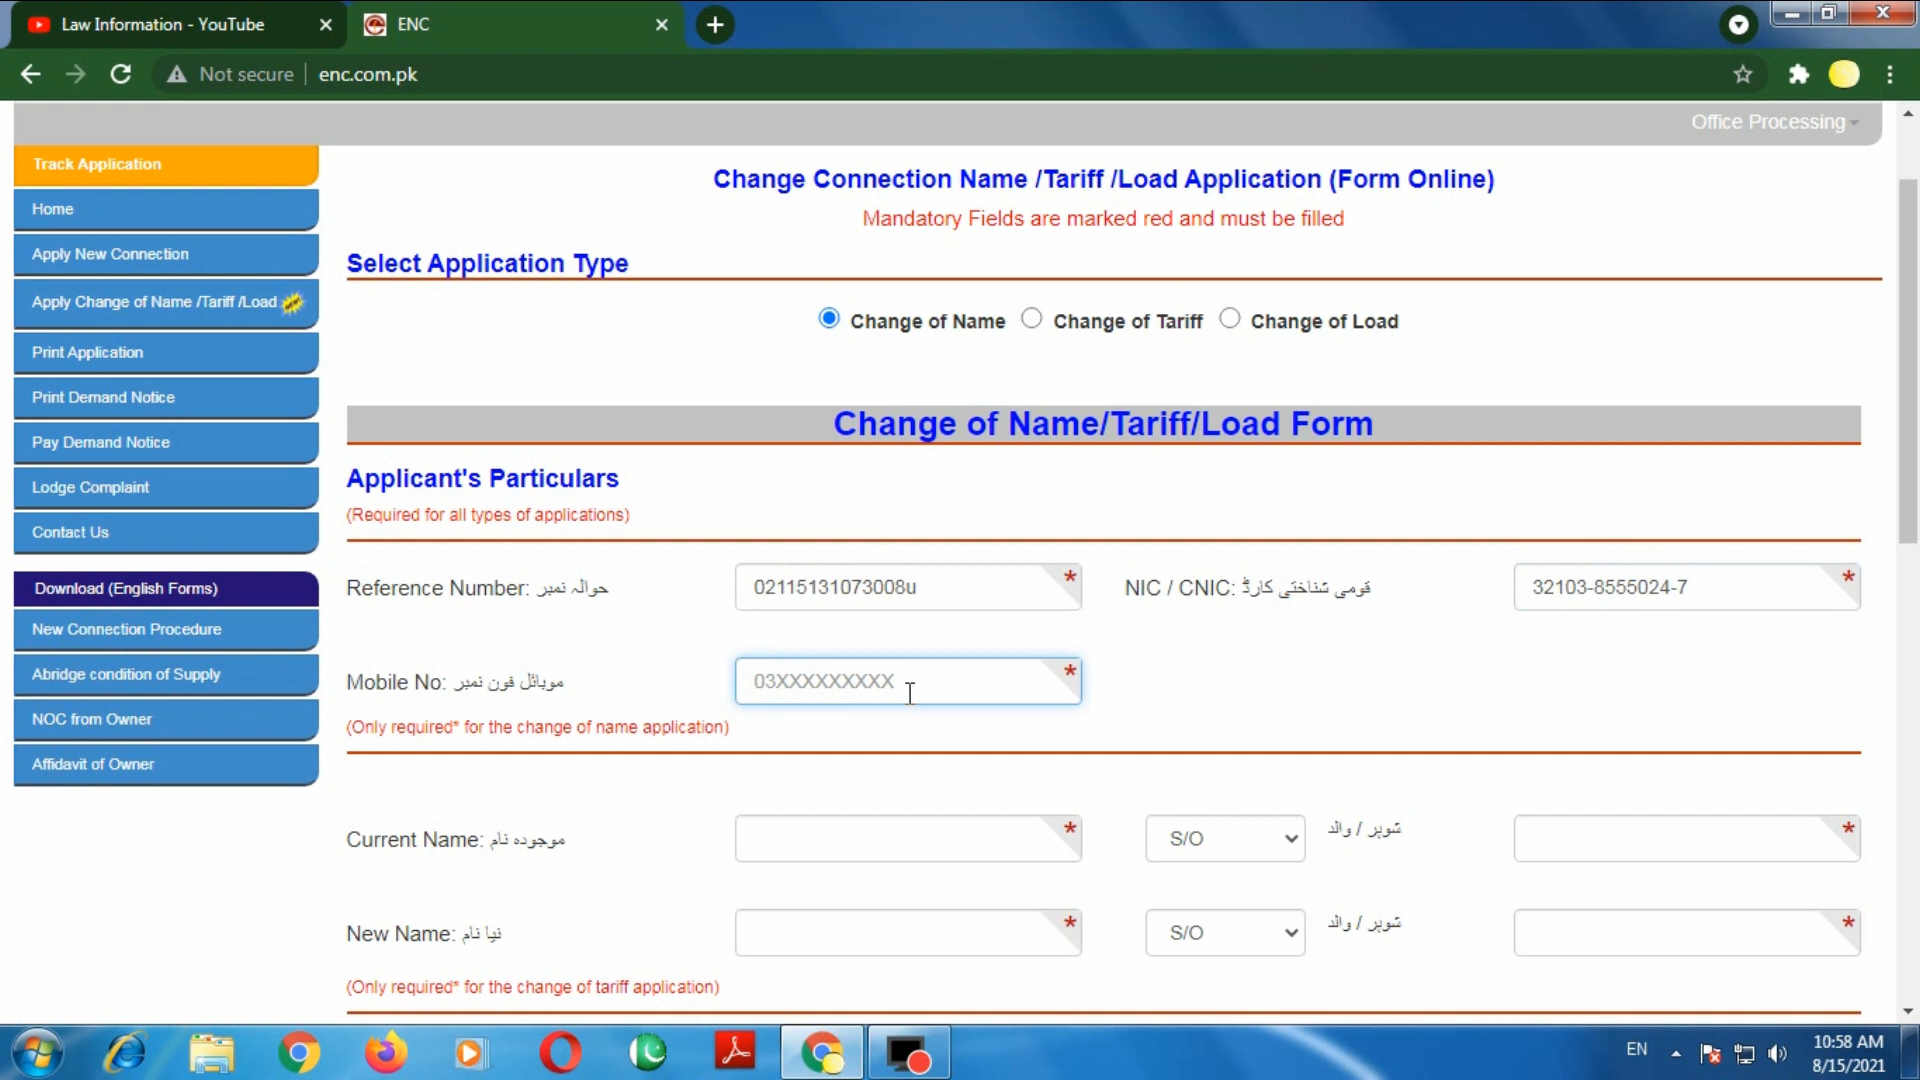 Law Information - YouTube
ENC
Not secure
enc.com.pk
Office Processing
Track Application
Home
Apply New Connection
Apply Change of Name /Tariff /Load
Print Application
Print Demand Notice
Pay Demand Notice
Lodge Complaint
Contact Us
Download (English Forms)
New Connection Procedure
Abridge condition of Supply
NOC from Owner
Affidavit of Owner
Change Connection Name /Tariff /Load Application (Form Online)
Mandatory Fields are marked red and must be filled
Select Application Type
Change of Name Change of Tariff Change of Load
Change of Name/Tariff/Load Form
Applicant's Particulars
(Required for all types of applications)
Reference Number: حوالہ نمبر 02115131073008u * NIC / CNIC: قومی شناختی کارڈ 32103-8555024-7 *
Mobile No: موبائل فون نمبر 03XXXXXXXXX *
(Only required* for the change of name application)
Current Name: موجودہ نام * S/O شوہر / والد *
New Name: نیا نام * S/O شوہر / والد *
(Only required* for the change of tariff application)
EN
10:58 AM
8/15/2021